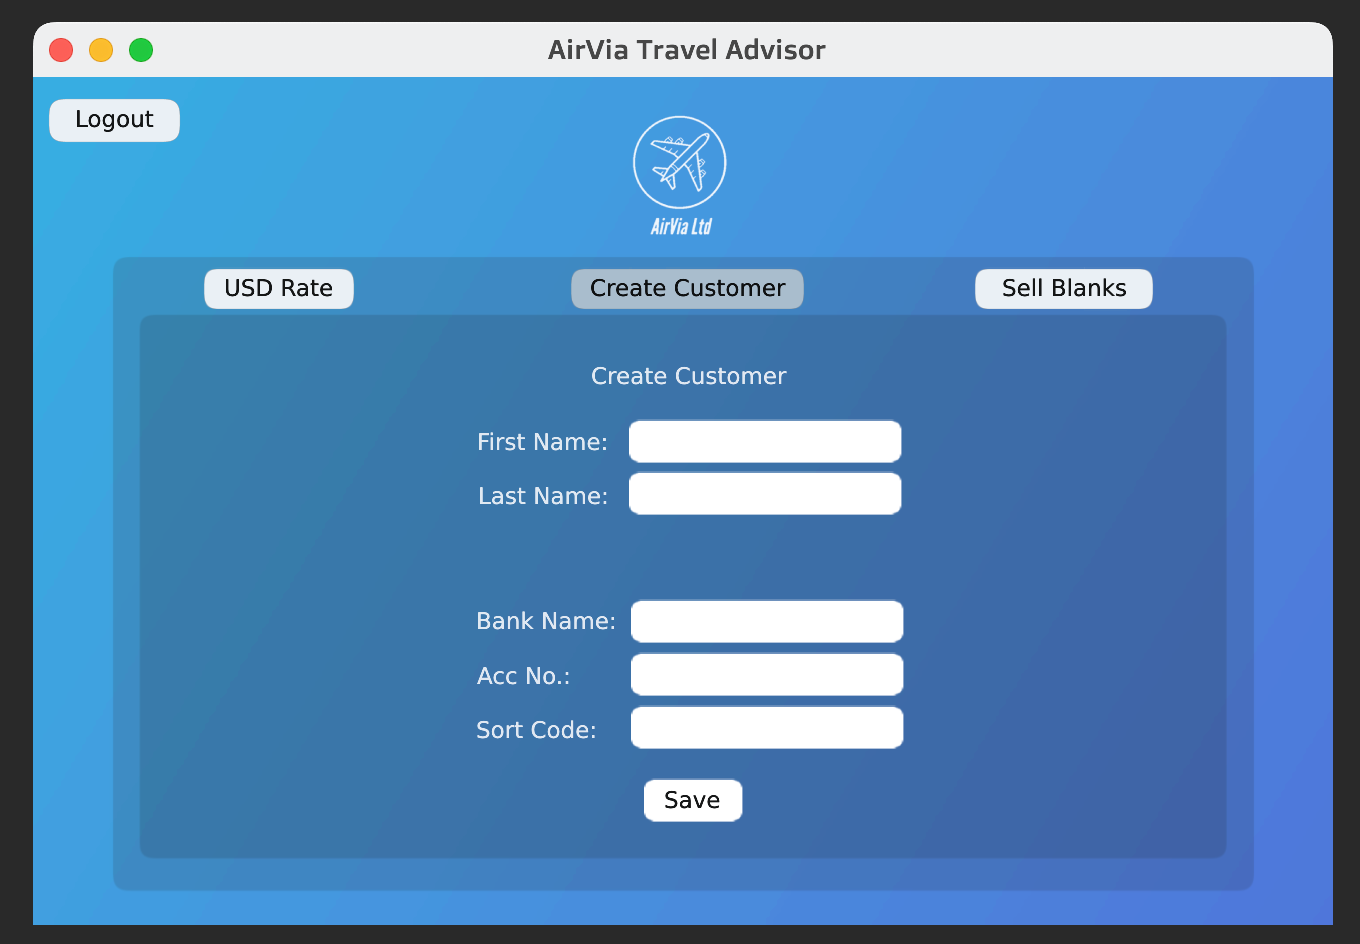 AirVia Travel Advisor
Logout
AirVia Ltd
USD Rate
Create Customer
Sell Blanks
Create Customer
First Name:
Last Name:
Bank Name:
Acc No.:
Sort Code:
Save